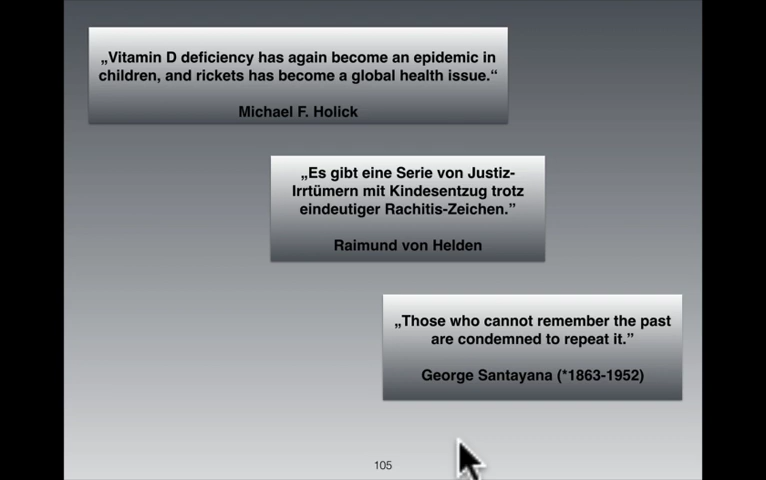 „Vitamin D deficiency has again become an epidemic in
children, and rickets has become a global health issue.“
Michael F. Holick
„Es gibt eine Serie von Justiz-
Irrtümern mit Kindesentzug trotz
eindeutiger Rachitis-Zeichen.”
Raimund von Helden
„Those who cannot remember the past
are condemned to repeat it.”
George Santayana (*1863-1952)
105